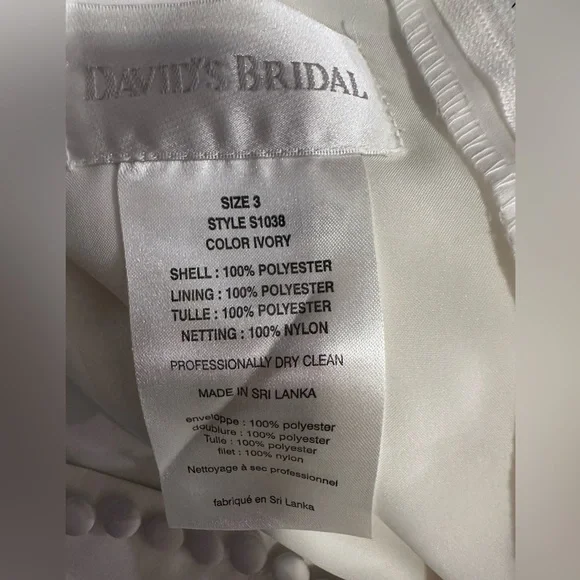 DAVID'S BRIDAL
SIZE 3
STYLE S1038
COLOR IVORY
SHELL : 100% POLYESTER
LINING : 100% POLYESTER
TULLE : 100% POLYESTER
NETTING : 100% NYLON
PROFESSIONALLY DRY CLEAN
MADE IN SRI LANKA
enveloppe : 100% polyester
doublure : 100% polyester
Tulle : 100% polyester
filet : 100% nylon
Nettoyage à sec professionnel
fabriqué en Sri Lanka